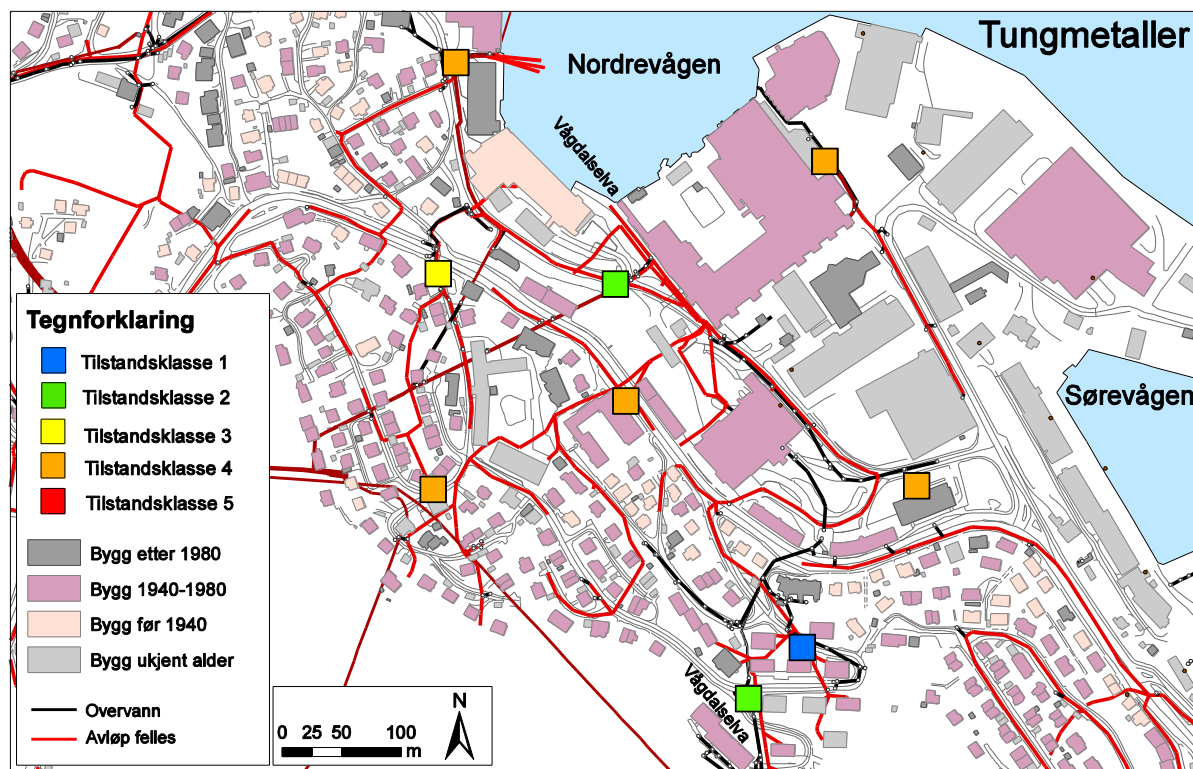 Tungmetaller
Nordrevågen
Vågdalselva
Sørevågen
Tegnforklaring
Tilstandsklasse 1
Tilstandsklasse 2
Tilstandsklasse 3
Tilstandsklasse 4
Tilstandsklasse 5
Bygg etter 1980
Bygg 1940-1980
Bygg før 1940
Bygg ukjent alder
Overvann
Avløp felles
N
0 25 50 100
m
Vågdalselva